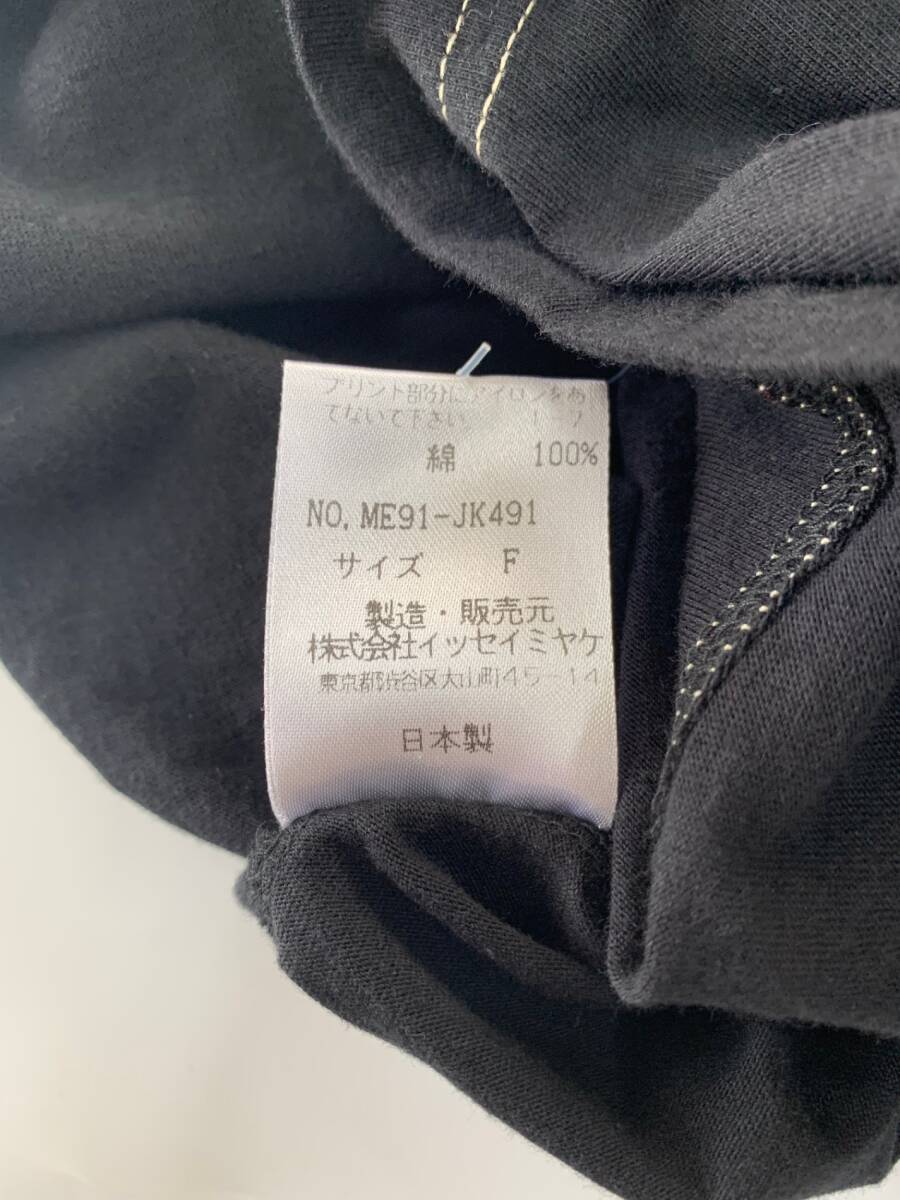 プリント部分にアイロンをあ
てないで下さい。
綿 100%
NO, ME91-JK491
サイズ F
製造・販売元
株式会社イッセイミヤケ
東京都渋谷区大山町45-14
日本製